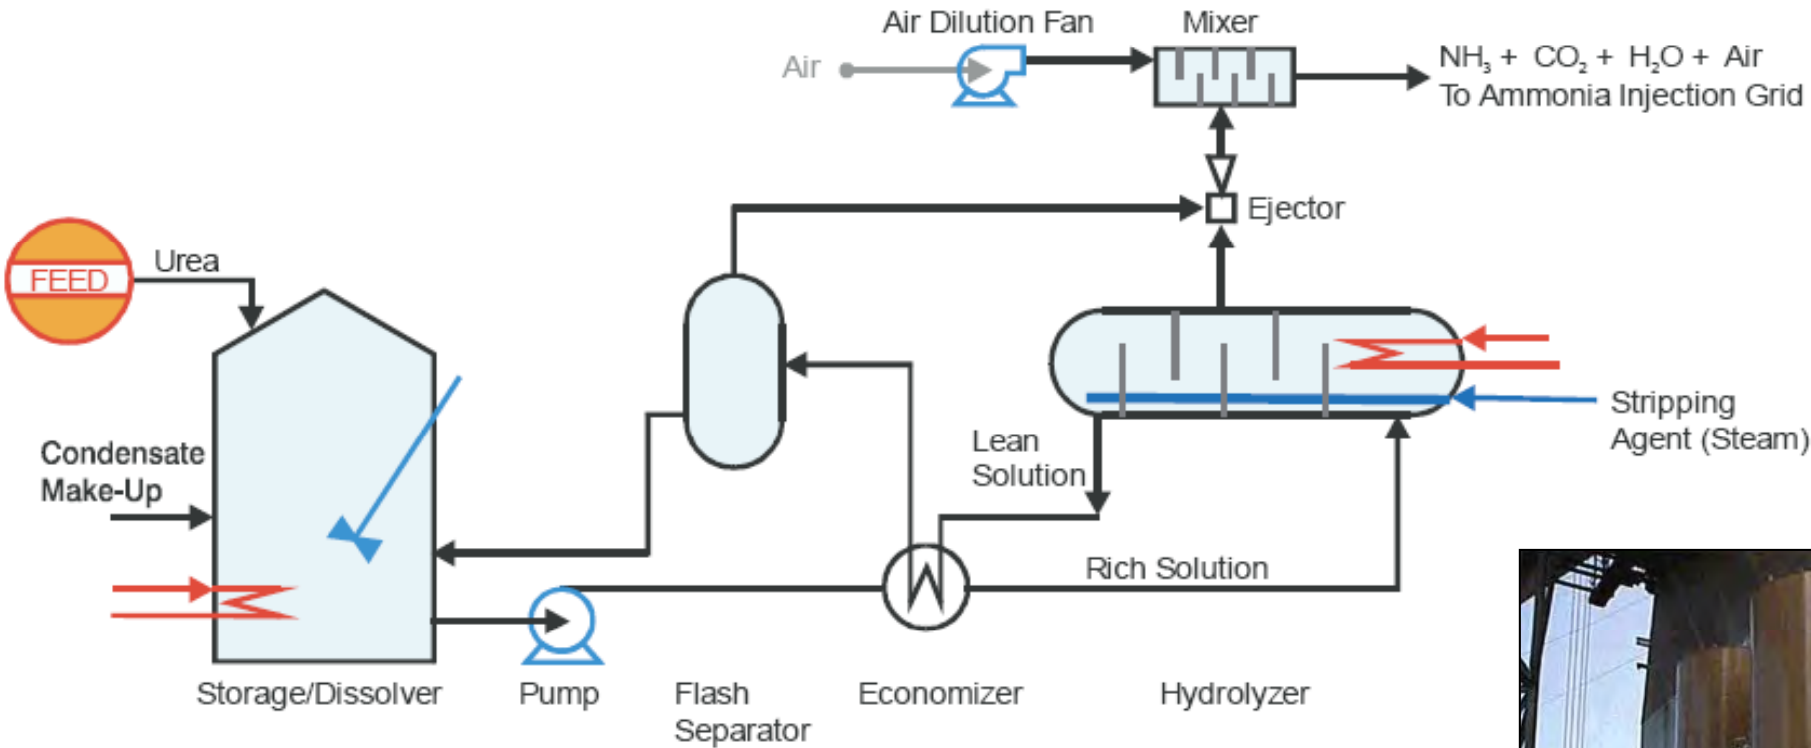 Air Dilution Fan
Mixer
Air
NH₃ + CO₂ + H₂O + Air
To Ammonia Injection Grid
Ejector
Urea
FEED
Condensate
Make-Up
Lean
Solution
Stripping
Agent (Steam)
Rich Solution
Storage/Dissolver
Pump
Flash
Separator
Economizer
Hydrolyzer